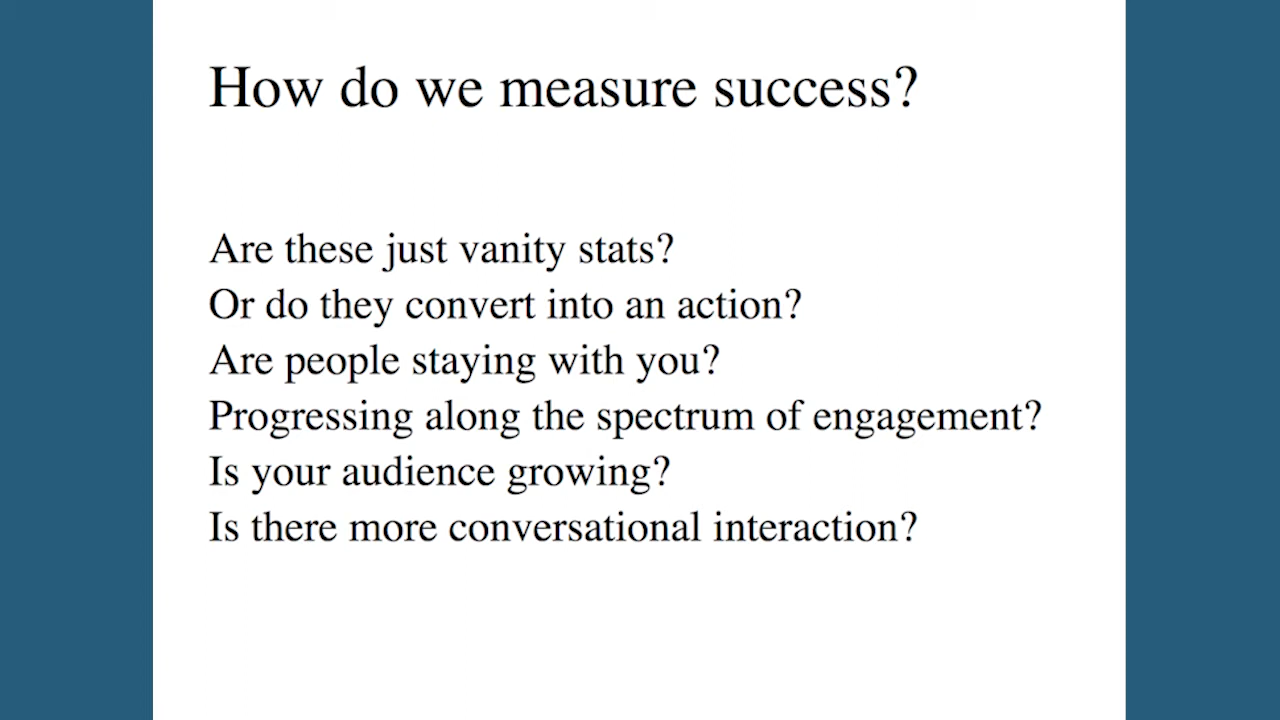 How do we measure success?
Are these just vanity stats?
Or do they convert into an action?
Are people staying with you?
Progressing along the spectrum of engagement?
Is your audience growing?
Is there more conversational interaction?